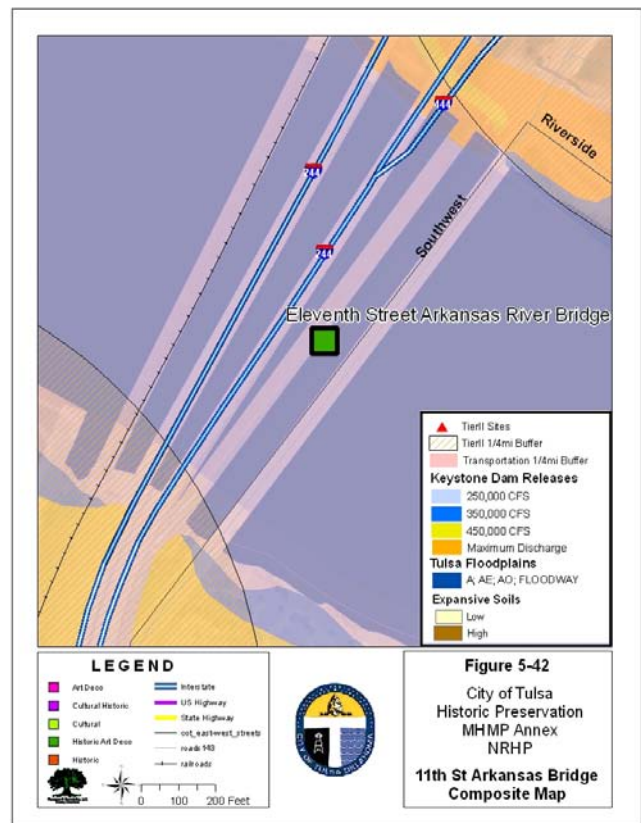 444
244
244
Riverside
Southwest
Eleventh Street Arkansas River Bridge
TierII Sites
TierII 1/4mi Buffer
Transportation 1/4mi Buffer
Keystone Dam Releases
250,000 CFS
350,000 CFS
450,000 CFS
Maximum Discharge
Tulsa Floodplains
A; AE; AO; FLOODWAY
Expansive Soils
Low
High
LEGEND
Art Deco
Cultural Historic
Cultural
Historic Art Deco
Historic
Interstate
US Highway
State Highway
cot_eastwest_streets
roads 143
railroads
0 100 200 Feet
CITY OF TULSA OKLAHOMA
Figure 5-42
City of Tulsa
Historic Preservation
MHMP Annex
NRHP
11th St Arkansas Bridge
Composite Map